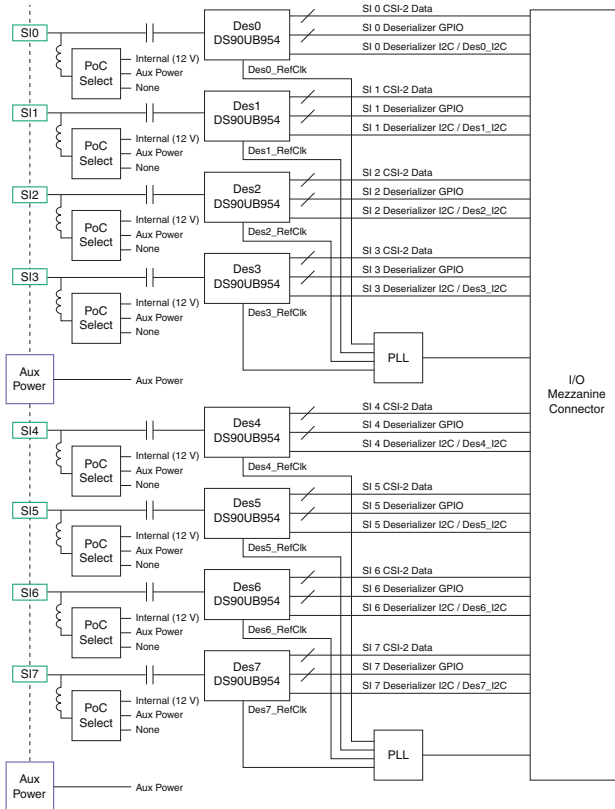 SI0
PoC
Select
Internal (12 V)
Aux Power
None
Des0
DS90UB954
Des0_RefClk
SI 0 CSI-2 Data
SI 0 Deserializer GPIO
SI 0 Deserializer I2C / Des0_I2C
SI1
PoC
Select
Internal (12 V)
Aux Power
None
Des1
DS90UB954
Des1_RefClk
SI 1 CSI-2 Data
SI 1 Deserializer GPIO
SI 1 Deserializer I2C / Des1_I2C
SI2
PoC
Select
Internal (12 V)
Aux Power
None
Des2
DS90UB954
Des2_RefClk
SI 2 CSI-2 Data
SI 2 Deserializer GPIO
SI 2 Deserializer I2C / Des2_I2C
SI3
PoC
Select
Internal (12 V)
Aux Power
None
Des3
DS90UB954
Des3_RefClk
SI 3 CSI-2 Data
SI 3 Deserializer GPIO
SI 3 Deserializer I2C / Des3_I2C
PLL
Aux
Power
Aux Power
I/O
Mezzanine
Connector
SI4
PoC
Select
Internal (12 V)
Aux Power
None
Des4
DS90UB954
Des4_RefClk
SI 4 CSI-2 Data
SI 4 Deserializer GPIO
SI 4 Deserializer I2C / Des4_I2C
SI5
PoC
Select
Internal (12 V)
Aux Power
None
Des5
DS90UB954
Des5_RefClk
SI 5 CSI-2 Data
SI 5 Deserializer GPIO
SI 5 Deserializer I2C / Des5_I2C
SI6
PoC
Select
Internal (12 V)
Aux Power
None
Des6
DS90UB954
Des6_RefClk
SI 6 CSI-2 Data
SI 6 Deserializer GPIO
SI 6 Deserializer I2C / Des6_I2C
SI7
PoC
Select
Internal (12 V)
Aux Power
None
Des7
DS90UB954
Des7_RefClk
SI 7 CSI-2 Data
SI 7 Deserializer GPIO
SI 7 Deserializer I2C / Des7_I2C
PLL
Aux
Power
Aux Power